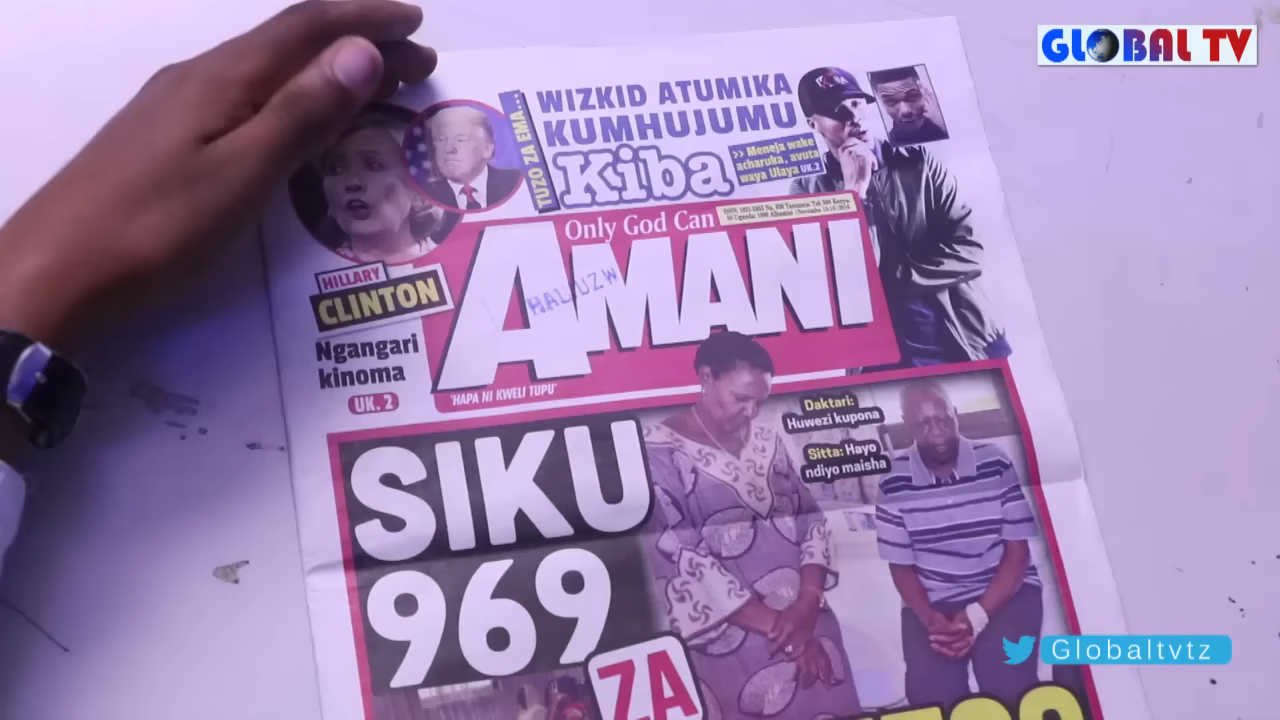 GLOBAL TV
TUZO ZA EMA...
WIZKID ATUMIKA
KUMHUJUMU
Kiba
>> Meneja wake
acharuka, avuta
waya Ulaya UK.2
Only God Can
AMANI
HILLARY
CLINTON
Ngangari
kinoma
UK. 2
'HAPA NI KWELI TUPU'
Daktari:
Huwezi kupona
Sitta: Hayo
ndiyo maisha
SIKU
969
ZA
Globaltvtz